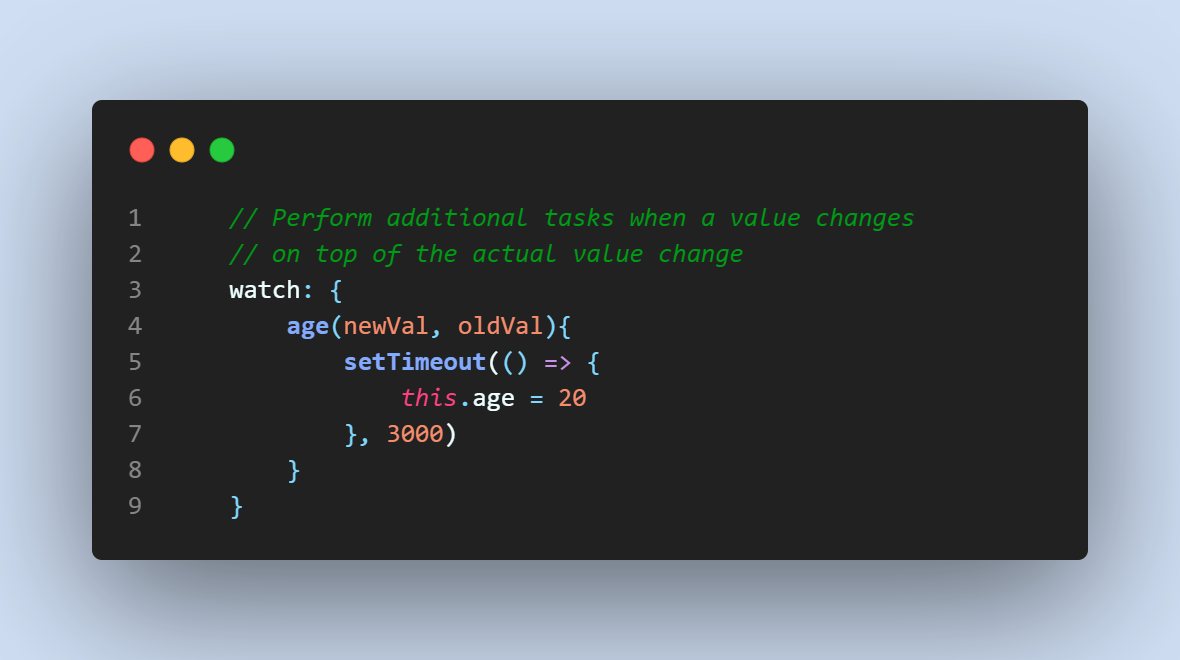 1 // Perform additional tasks when a value changes
2 // on top of the actual value change
3 watch: {
4     age(newVal, oldVal){
5         setTimeout(() => {
6             this.age = 20
7         }, 3000)
8     }
9 }